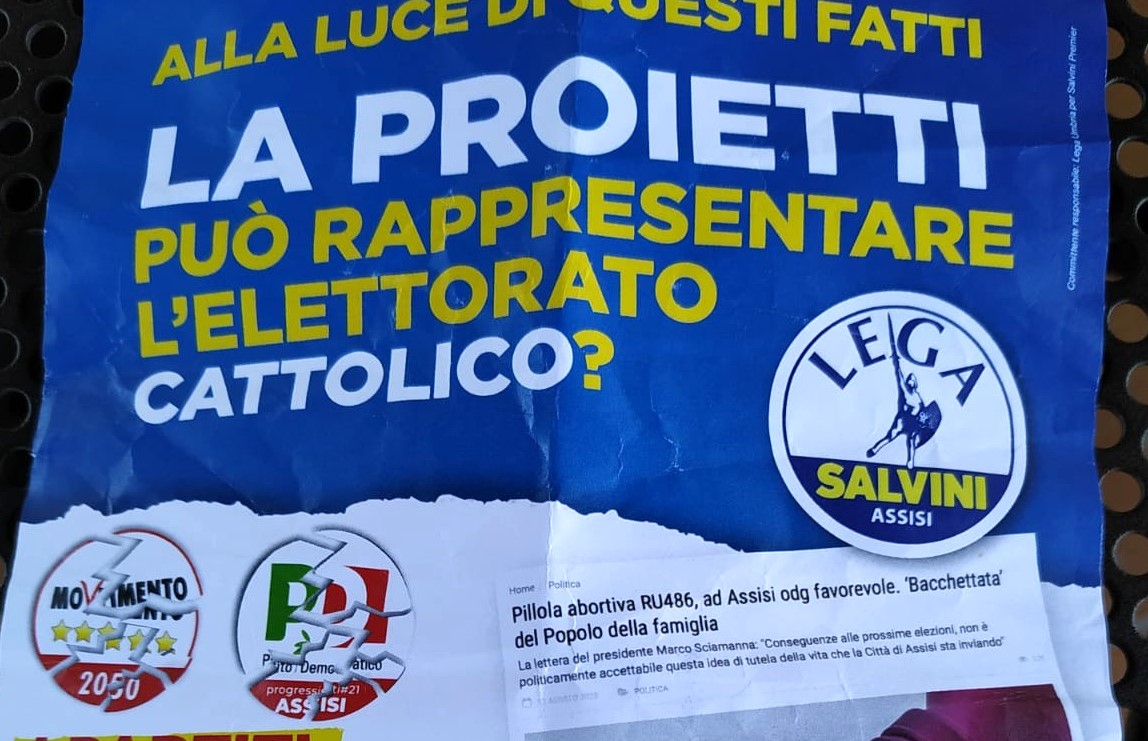 ALLA LUCE DI QUESTI FATTI
LA PROIETTI
PUÒ RAPPRESENTARE
L'ELETTORATO
CATTOLICO?
Committente responsabile: Lega Umbria per Salvini Premier
LEGA
SALVINI
ASSISI
MOVIMENTO
2050
PD
Partito Democratico
progressisti#21
ASSISI
Home Politica
Pillola abortiva RU486, ad Assisi odg favorevole. 'Bacchettata'
del Popolo della famiglia
La lettera del presidente Marco Sciamanna: "Conseguenze alle prossime elezioni, non è
politicamente accettabile questa idea di tutela della vita che la Città di Assisi sta inviando"
POLITICA